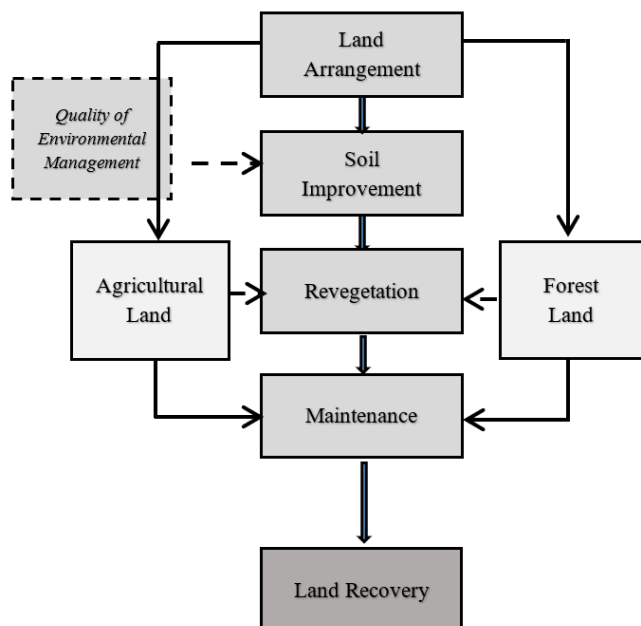 Land
Arrangement
Quality of
Environmental
Management
Soil
Improvement
Agricultural
Land
Revegetation
Forest
Land
Maintenance
Land Recovery